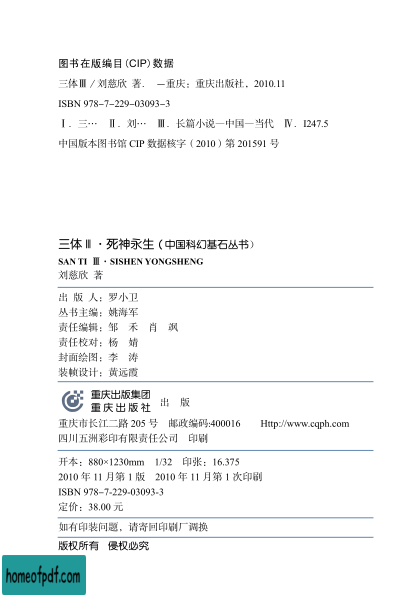 图书在版编目(CIP)数据
三体Ⅲ/刘慈欣 著. —重庆：重庆出版社，2010.11
ISBN 978-7-229-03093-3
Ⅰ. 三… Ⅱ. 刘… Ⅲ. 长篇小说—中国—当代 Ⅳ. I247.5
中国版本图书馆 CIP 数据核字（2010）第 201591 号
三体Ⅲ·死神永生（中国科幻基石丛书）
SAN TI Ⅲ·SISHEN YONGSHENG
刘慈欣 著
出 版 人：罗小卫
丛书主编：姚海军
责任编辑：邹 禾 肖 飒
责任校对：杨 婧
封面绘图：李 涛
装帧设计：黄远霞
重庆出版集团
重庆出版社 出 版
重庆市长江二路 205 号 邮政编码:400016 Http://www.cqph.com
四川五洲彩印有限责任公司 印刷
开本：880×1230mm 1/32 印张：16.375
2010 年 11 月第 1 版 2010 年 11 月第 1 次印刷
ISBN 978-7-229-03093-3
定价：38.00 元
如有印装问题，请寄回印刷厂调换
版权所有 侵权必究
homeofpdf.com